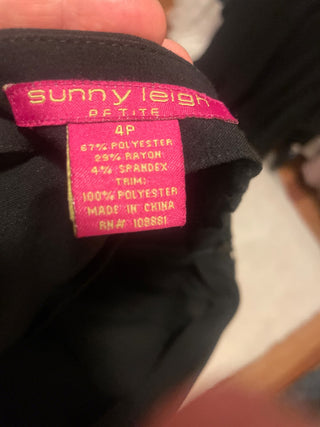 sunny leigh
PETITE
4P
67% POLYESTER
29% RAYON
4% SPANDEX
TRIM:
100% POLYESTER
MADE IN CHINA
RN# 109881